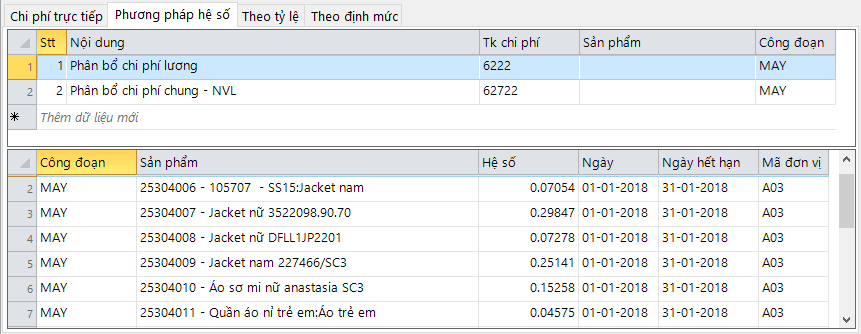 Chi phí trực tiếp Phương pháp hệ số Theo tỷ lệ Theo định mức
Stt Nội dung Tk chi phí Sản phẩm Công đoạn
1 1 Phân bổ chi phí lương 6222 MAY
2 2 Phân bổ chi phí chung - NVL 62722 MAY
* Thêm dữ liệu mới
Công đoạn Sản phẩm Hệ số Ngày Ngày hết hạn Mã đơn vị
2 MAY 25304006 - 105707 - SS15:Jacket nam 0.07054 01-01-2018 31-01-2018 A03
3 MAY 25304007 - Jacket nữ 3522098.90.70 0.29847 01-01-2018 31-01-2018 A03
4 MAY 25304008 - Jacket nữ DFLL1JP2201 0.07278 01-01-2018 31-01-2018 A03
5 MAY 25304009 - Jacket nam 227466/SC3 0.25141 01-01-2018 31-01-2018 A03
6 MAY 25304010 - Áo sơ mi nữ anastasia SC3 0.15258 01-01-2018 31-01-2018 A03
7 MAY 25304011 - Quần áo nỉ trẻ em:Áo trẻ em 0.04575 01-01-2018 31-01-2018 A03